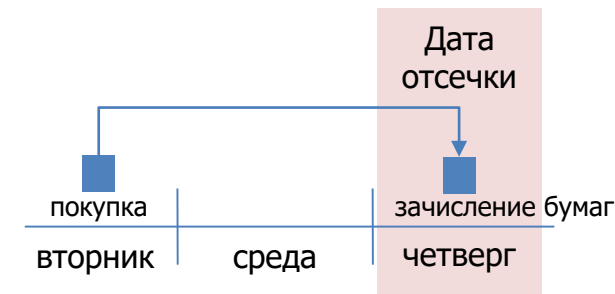 Дата
отсечки
покупка
зачисление бумаг
вторник
среда
четверг